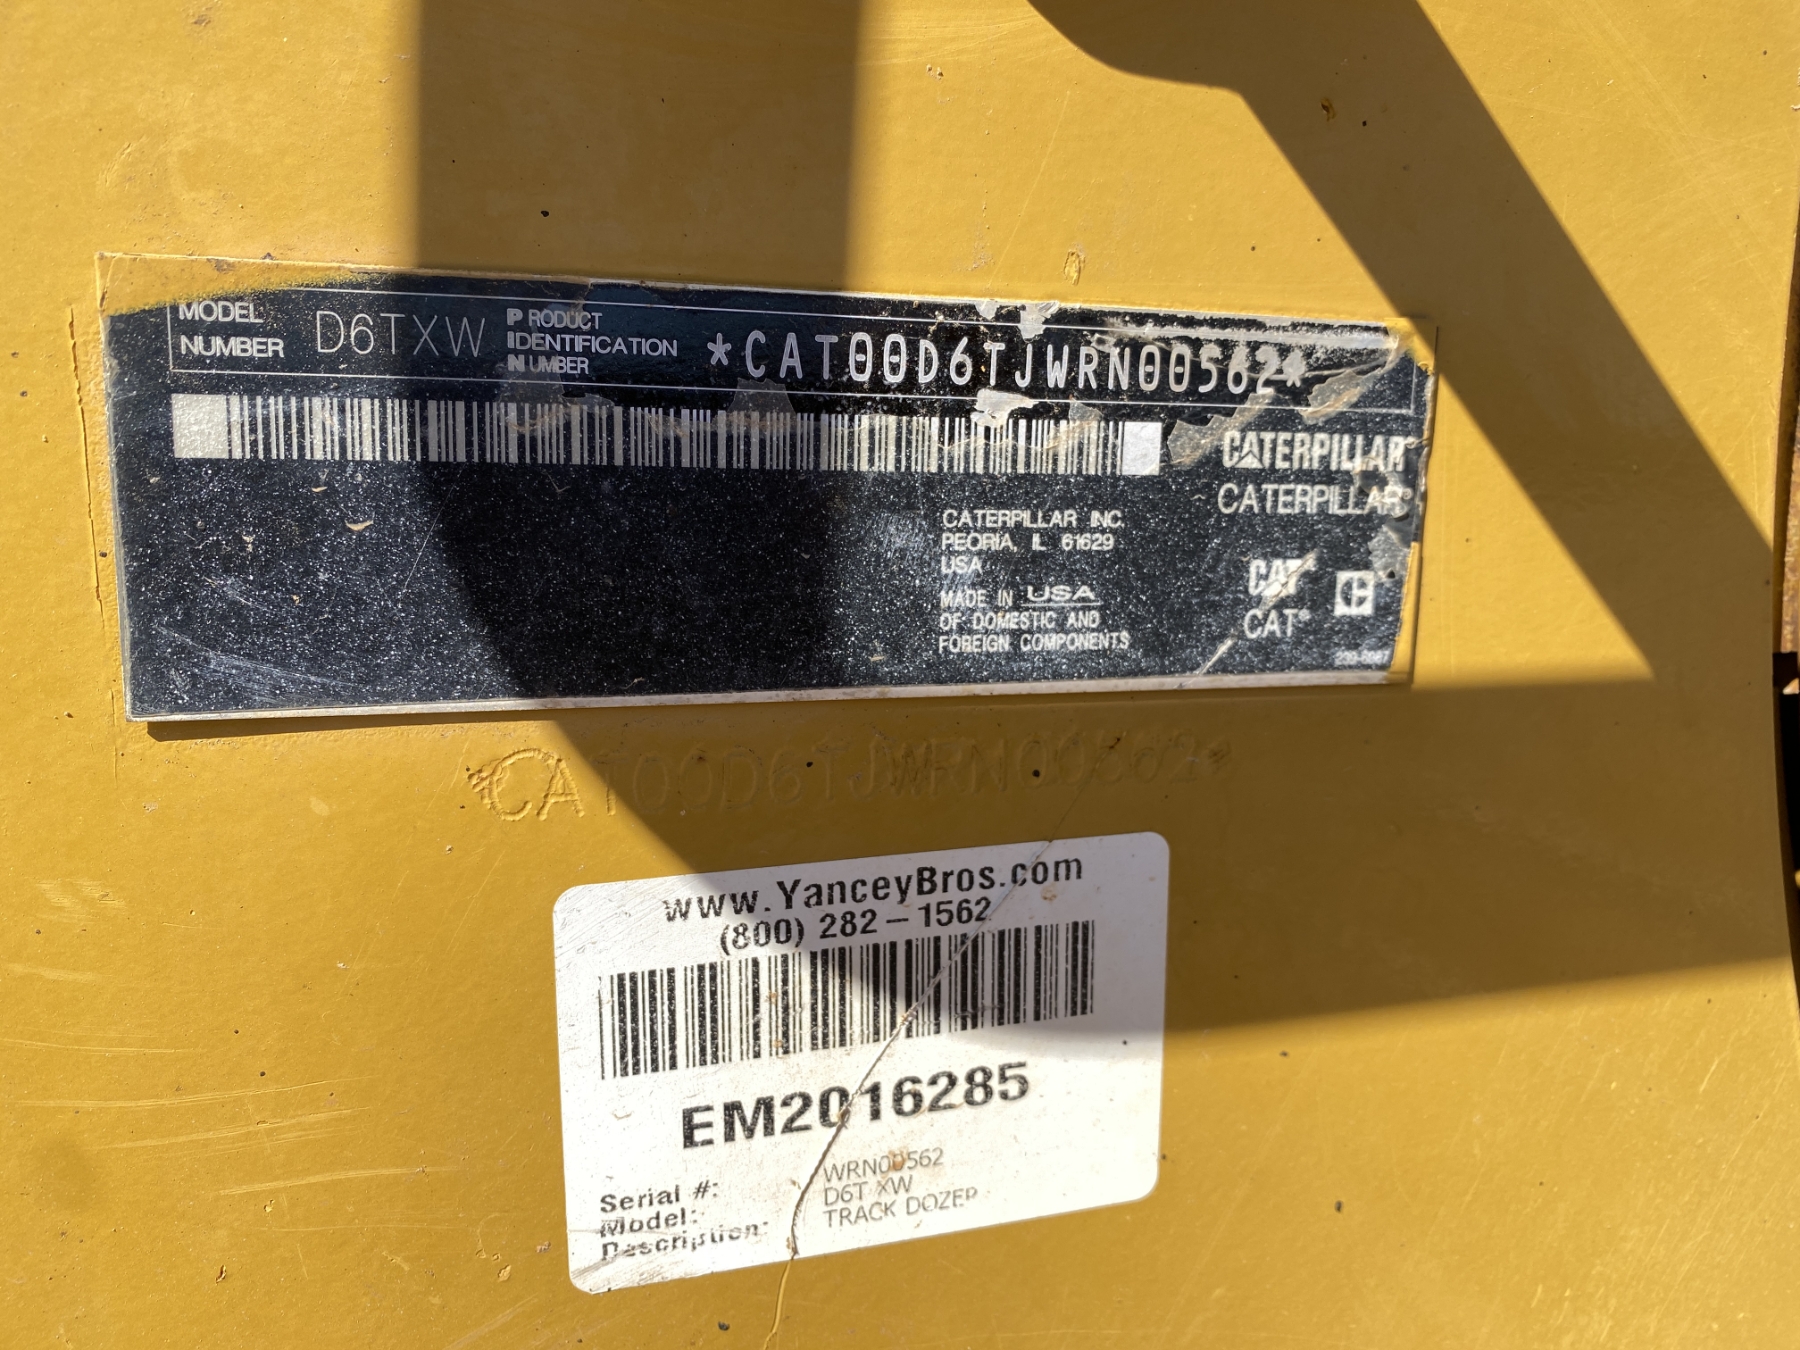 MODEL
NUMBER
D6TXW
PRODUCT
IDENTIFICATION
NUMBER
*CAT00D6TJWRN00562*
CATERPILLAR
CATERPILLAR®
CATERPILLAR INC.
PEORIA, IL 61629
USA
MADE IN USA
OF DOMESTIC AND
FOREIGN COMPONENTS
CAT
CAT®
C
*CAT00D6TJWRN00562*
www.YanceyBros.com
(800) 282-1562
EM2016285
Serial #: WRN00562
Model: D6T XW
Description: TRACK DOZER